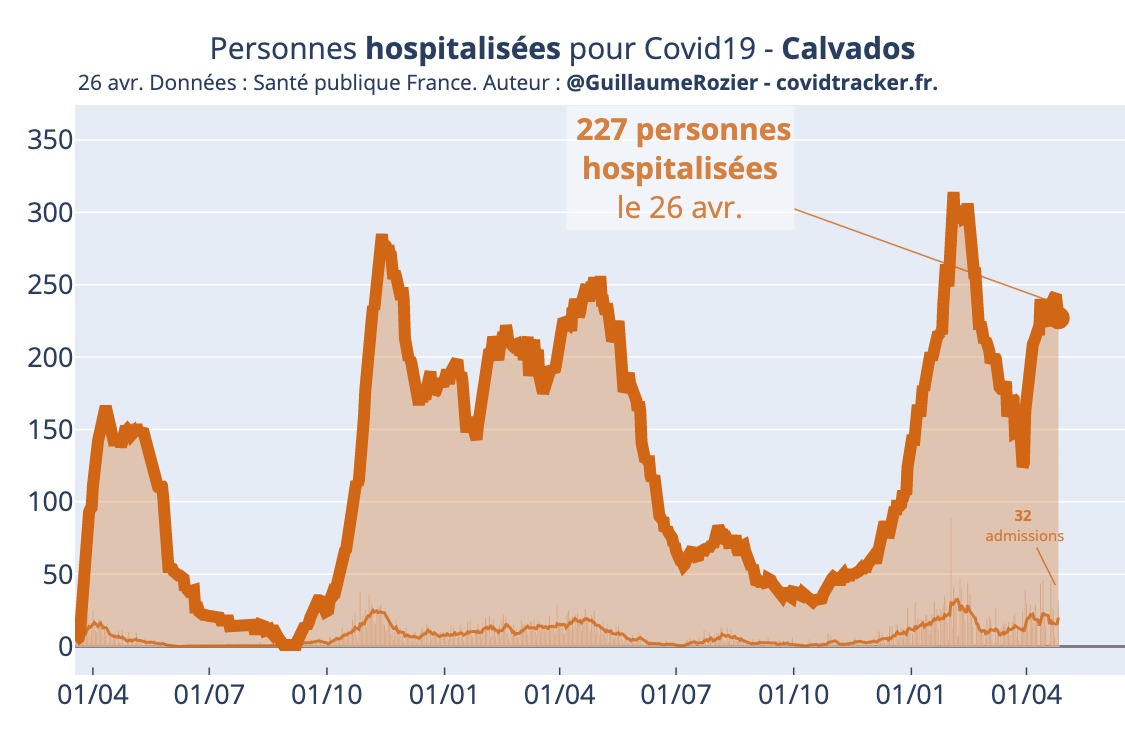 Personnes hospitalisées pour Covid19 - Calvados
26 avr. Données : Santé publique France. Auteur : @GuillaumeRozier - covidtracker.fr.
227 personnes
hospitalisées
le 26 avr.
350
300
250
200
150
100
50
0
32
admissions
01/04 01/07 01/10 01/01 01/04 01/07 01/10 01/01 01/04